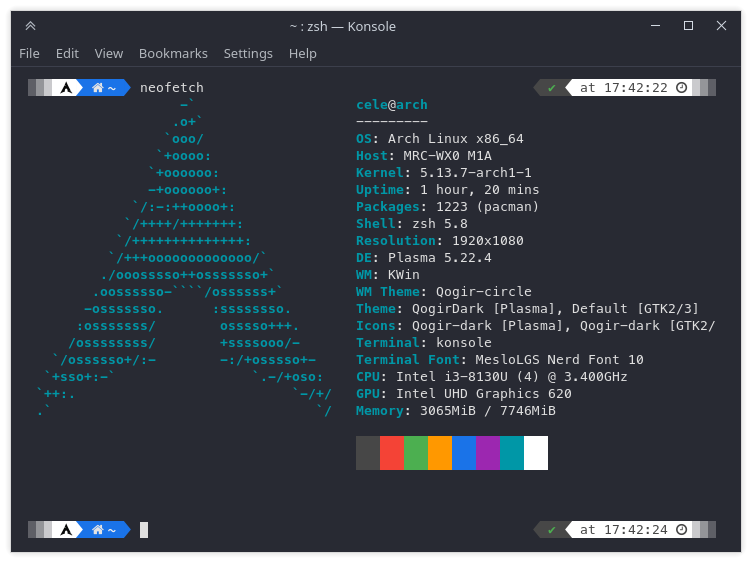 ~ : zsh — Konsole
File Edit View Bookmarks Settings Help
~ neofetch ✔ at 17:42:22
-` cele@arch
.o+` ---------
`ooo/ OS: Arch Linux x86_64
`+oooo: Host: MRC-WX0 M1A
`+oooooo: Kernel: 5.13.7-arch1-1
-+oooooo+: Uptime: 1 hour, 20 mins
`/:-:++oooo+: Packages: 1223 (pacman)
`/++++/+++++++: Shell: zsh 5.8
`/++++++++++++++: Resolution: 1920x1080
`/+++ooooooooooooo/` DE: Plasma 5.22.4
./ooosssso++osssssso+` WM: KWin
.oossssso-````/ossssss+` WM Theme: Qogir-circle
-osssssso. :ssssssso. Theme: QogirDark [Plasma], Default [GTK2/3]
:osssssss/ osssso+++. Icons: Qogir-dark [Plasma], Qogir-dark [GTK2/
/ossssssss/ +ssssooo/- Terminal: konsole
`/ossssso+/:- -:/+osssso+- Terminal Font: MesloLGS Nerd Font 10
`+sso+:-` `.-/+oso: CPU: Intel i3-8130U (4) @ 3.400GHz
`++:. `-/+/ GPU: Intel UHD Graphics 620
.` `/ Memory: 3065MiB / 7746MiB
~ ✔ at 17:42:24